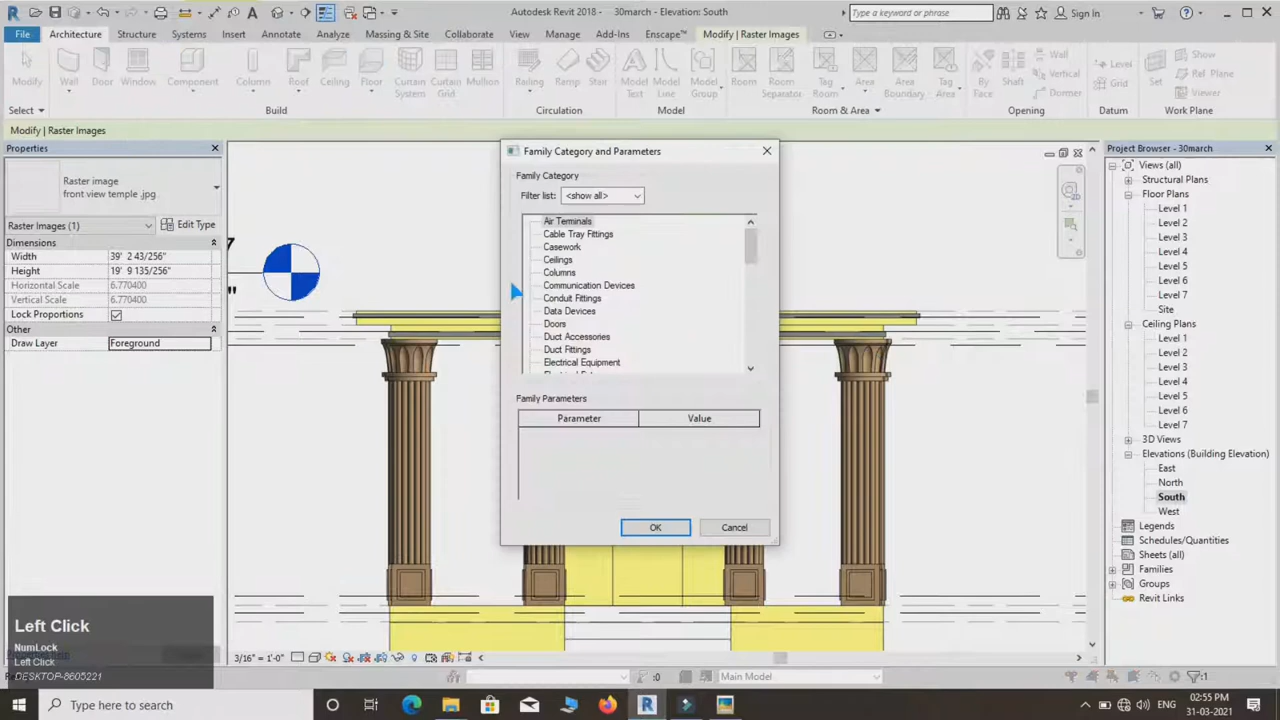 Autodesk Revit 2018 - 30march - Elevation: South
Type a keyword or phrase
Sign In
File Architecture Structure Systems Insert Annotate Analyze Massing & Site Collaborate View Manage Add-Ins Enscape™ Modify | Raster Images
Modify Wall Door Window Component Column Roof Ceiling Floor Curtain System Curtain Grid Mullion Railing Ramp Stair Model Text Model Line Model Group Room Room Separator Tag Room Area Area Boundary Tag Area By Face Shaft Wall Vertical Dormer Level Grid Set Show Ref Plane Viewer
Select Build Circulation Model Room & Area Opening Datum Work Plane
Modify | Raster Images
Properties
Raster image
front view temple .jpg
Raster Images (1) Edit Type
Dimensions
Width 39' 2 43/256"
Height 19' 9 135/256"
Horizontal Scale 6.770400
Vertical Scale 6.770400
Lock Proportions
Other
Draw Layer Foreground
Family Category and Parameters
Family Category
Filter list: <show all>
Air Terminals
Cable Tray Fittings
Casework
Ceilings
Columns
Communication Devices
Conduit Fittings
Data Devices
Doors
Duct Accessories
Duct Fittings
Electrical Equipment
Family Parameters
Parameter Value
OK Cancel
Project Browser - 30march
Views (all)
Structural Plans
Floor Plans
Level 1
Level 2
Level 3
Level 4
Level 5
Level 6
Level 7
Site
Ceiling Plans
Level 1
Level 2
Level 3
Level 4
Level 5
Level 6
Level 7
3D Views
Elevations (Building Elevation)
East
North
South
West
Legends
Schedules/Quantities
Sheets (all)
Families
Groups
Revit Links
Left Click
NumLock
Left Click
DESKTOP-8605221
3/16" = 1'-0"
:0
Main Model
:1
Type here to search
ENG
02:55 PM
31-03-2021